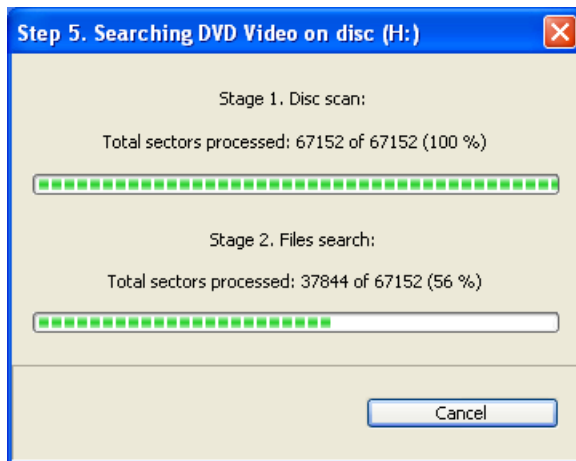 Step 5. Searching DVD Video on disc (H:)
Stage 1. Disc scan:
Total sectors processed: 67152 of 67152 (100 %)
Stage 2. Files search:
Total sectors processed: 37844 of 67152 (56 %)
Cancel